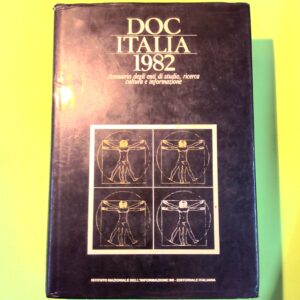 DOC
ITALIA
1982
Annuario degli enti di studio, ricerca
cultura e informazione
ISTITUTO NAZIONALE DELL'INFORMAZIONE - EDITORIALE ITALIANA